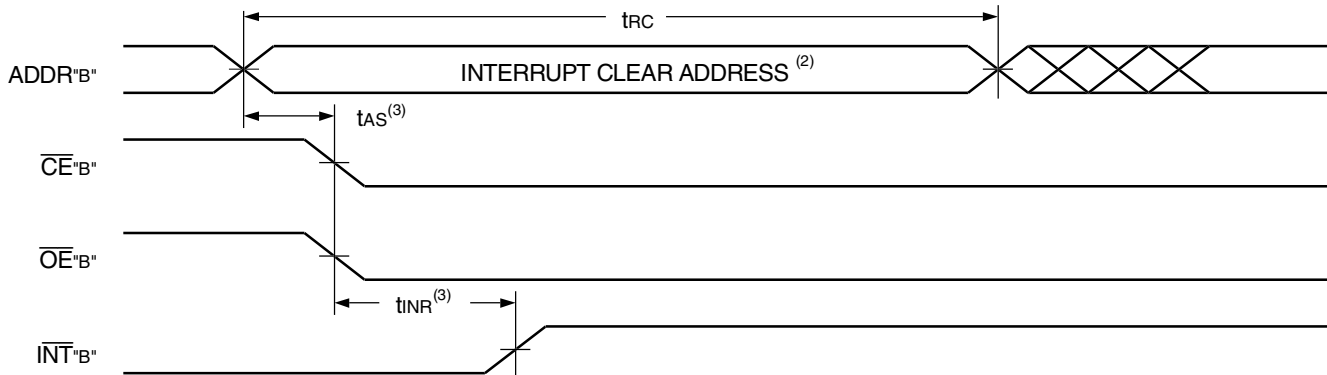 tRC
ADDR"B"
INTERRUPT CLEAR ADDRESS (2)
tAS(3)
CE"B"
OE"B"
tINR(3)
INT"B"